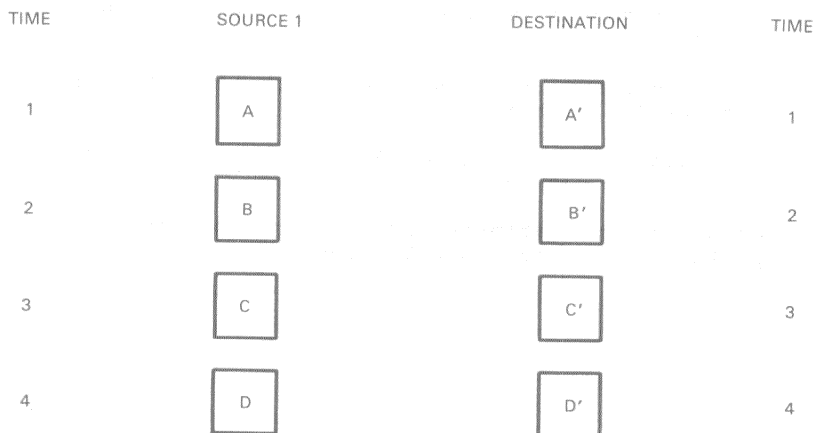 TIME SOURCE 1 DESTINATION TIME
1 A A′ 1
2 B B′ 2
3 C C′ 3
4 D D′ 4